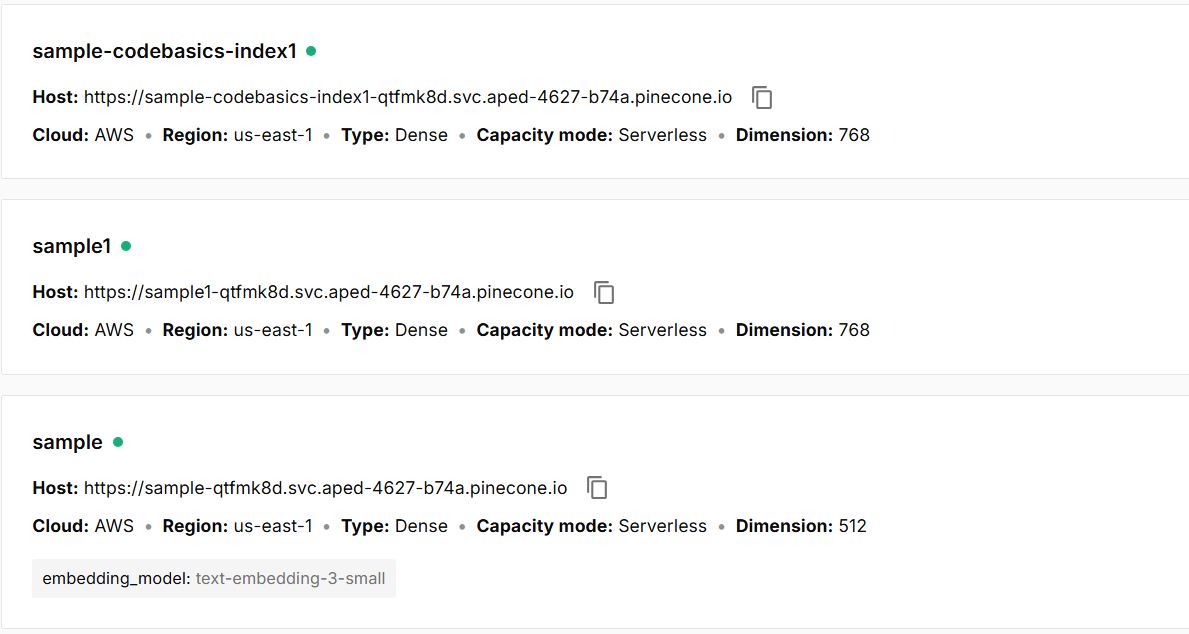 sample-codebasics-index1
Host: https://sample-codebasics-index1-qtfmk8d.svc.aped-4627-b74a.pinecone.io
Cloud: AWS • Region: us-east-1 • Type: Dense • Capacity mode: Serverless • Dimension: 768
sample1
Host: https://sample1-qtfmk8d.svc.aped-4627-b74a.pinecone.io
Cloud: AWS • Region: us-east-1 • Type: Dense • Capacity mode: Serverless • Dimension: 768
sample
Host: https://sample-qtfmk8d.svc.aped-4627-b74a.pinecone.io
Cloud: AWS • Region: us-east-1 • Type: Dense • Capacity mode: Serverless • Dimension: 512
embedding_model: text-embedding-3-small